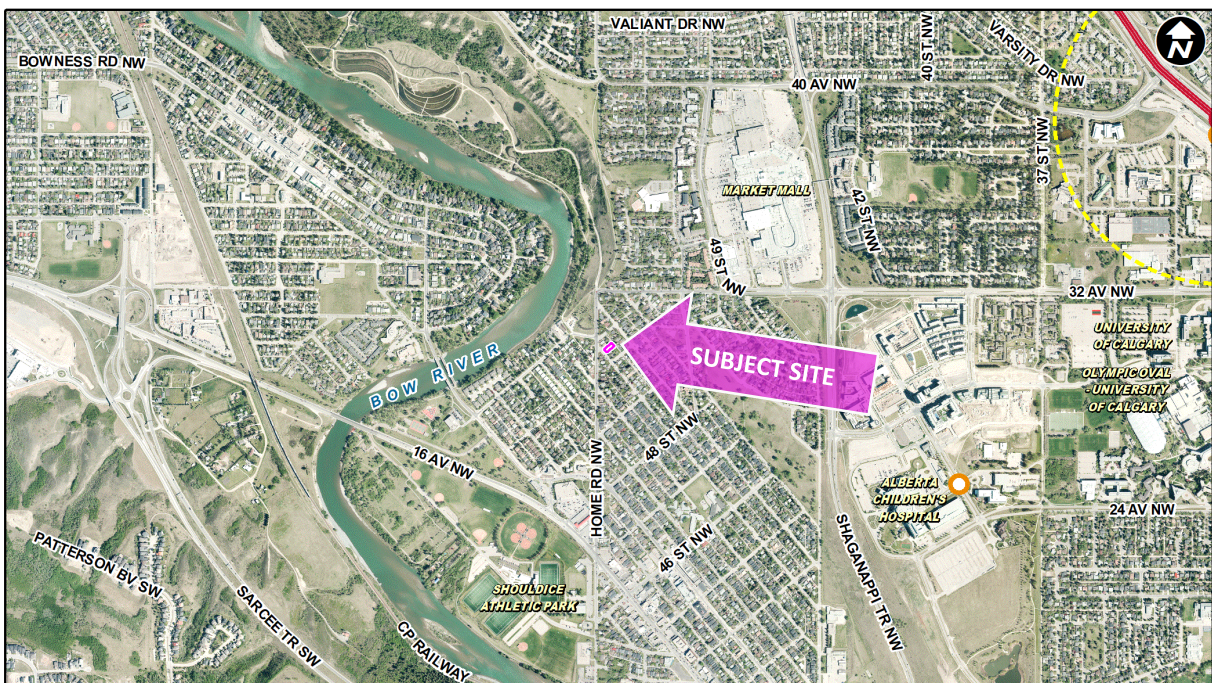 VALIANT DR NW
40 ST NW
VARSITY DR NW
N
BOWNESS RD NW
40 AV NW
37 ST NW
MARKET MALL
42 ST NW
49 ST NW
32 AV NW
UNIVERSITY
OF CALGARY
SUBJECT SITE
BOW RIVER
OLYMPIC OVAL
- UNIVERSITY
OF CALGARY
48 ST NW
16 AV NW
HOME RD NW
ALBERTA
CHILDREN'S
HOSPITAL
24 AV NW
46 ST NW
SHAGANAPPI TR NW
PATTERSON BV SW
SARCEE TR SW
SHOULDICE
ATHLETIC PARK
CP RAILWAY